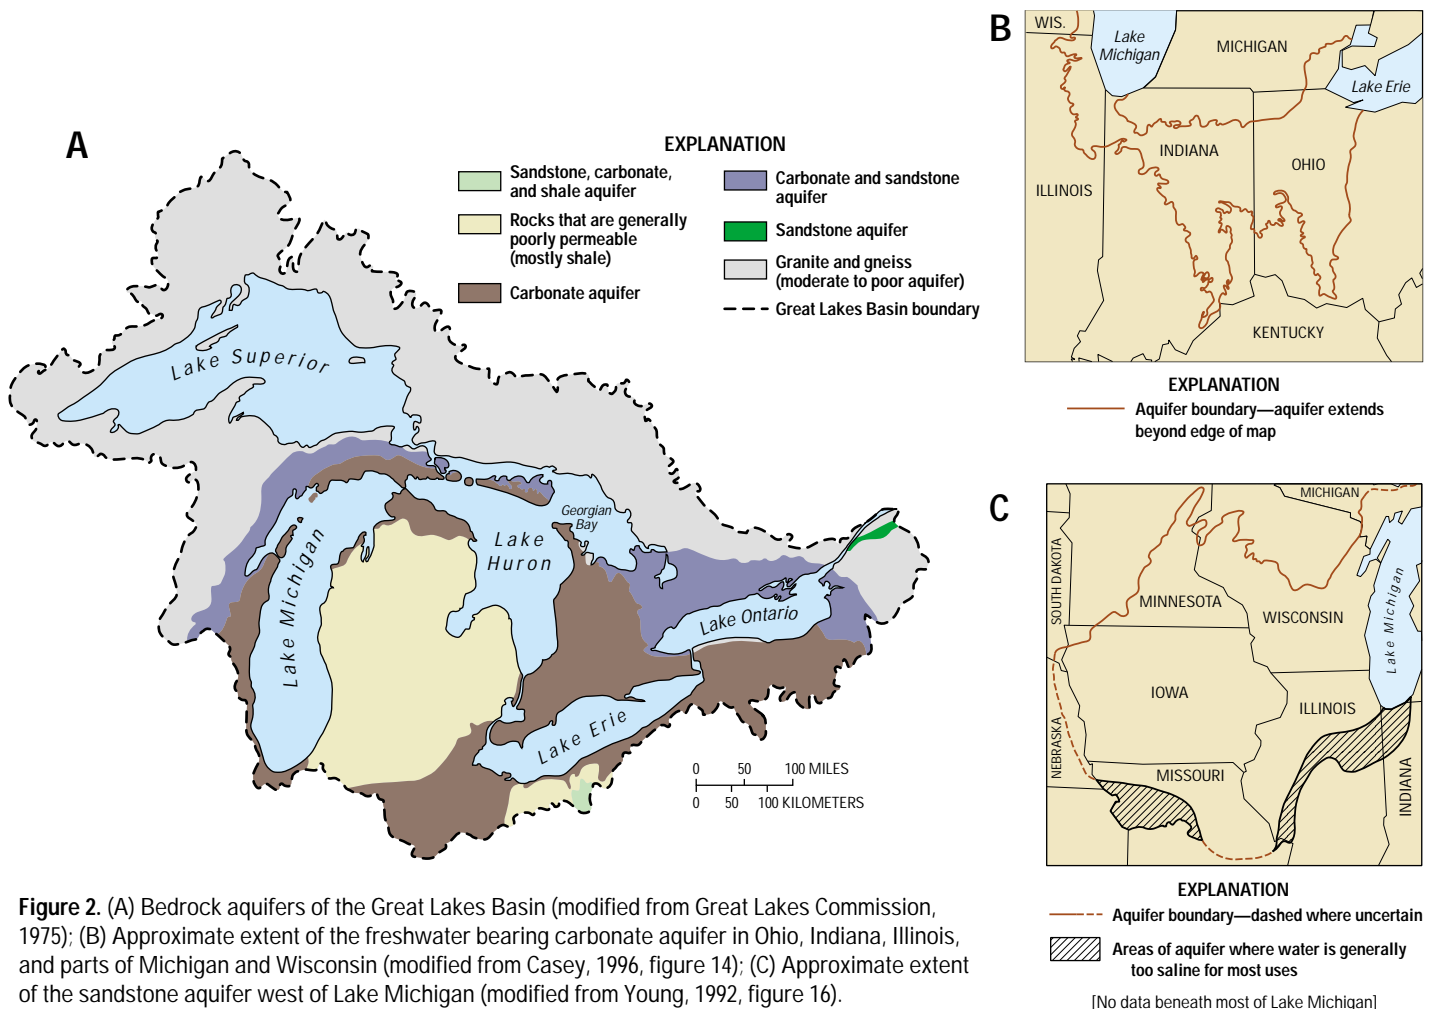 A
EXPLANATION
Sandstone, carbonate,
and shale aquifer
Rocks that are generally
poorly permeable
(mostly shale)
Carbonate aquifer
Carbonate and sandstone
aquifer
Sandstone aquifer
Granite and gneiss
(moderate to poor aquifer)
Great Lakes Basin boundary
Lake Superior
Georgian
Bay
Lake
Huron
Lake Michigan
Lake Ontario
Lake Erie
0 50 100 MILES
0 50 100 KILOMETERS
B
WIS.
Lake
Michigan
MICHIGAN
Lake Erie
INDIANA
OHIO
ILLINOIS
KENTUCKY
EXPLANATION
Aquifer boundary—aquifer extends
beyond edge of map
C
MICHIGAN
SOUTH DAKOTA
MINNESOTA
WISCONSIN
Lake Michigan
IOWA
ILLINOIS
NEBRASKA
MISSOURI
INDIANA
EXPLANATION
Aquifer boundary—dashed where uncertain
Areas of aquifer where water is generally
too saline for most uses
[No data beneath most of Lake Michigan]
Figure 2. (A) Bedrock aquifers of the Great Lakes Basin (modified from Great Lakes Commission,
1975); (B) Approximate extent of the freshwater bearing carbonate aquifer in Ohio, Indiana, Illinois,
and parts of Michigan and Wisconsin (modified from Casey, 1996, figure 14); (C) Approximate extent
of the sandstone aquifer west of Lake Michigan (modified from Young, 1992, figure 16).